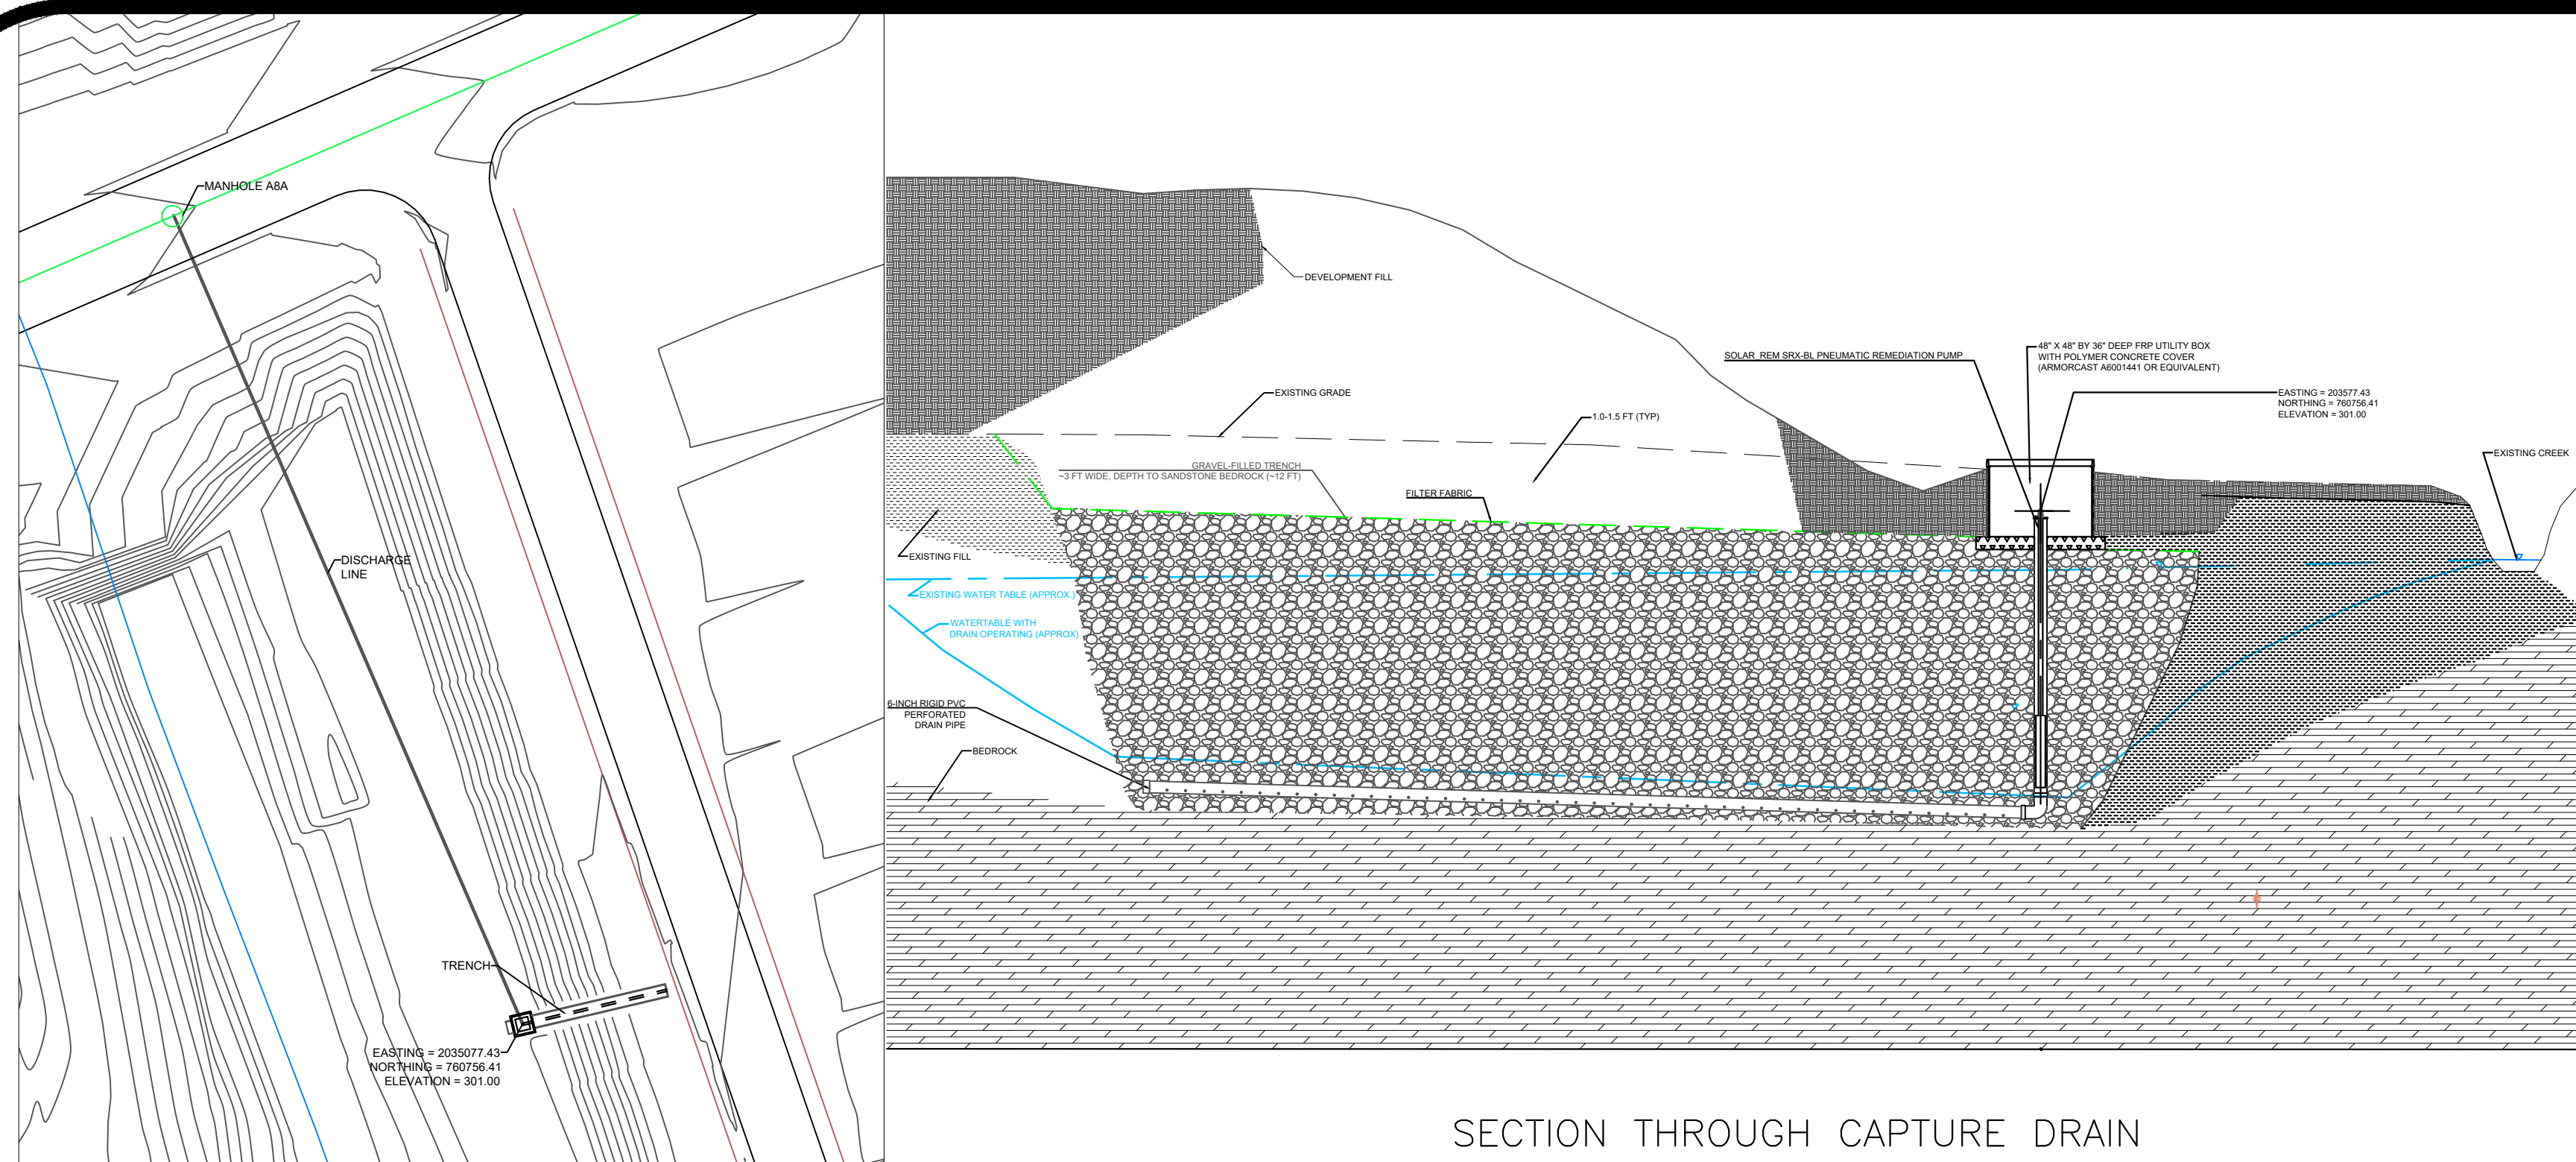 MANHOLE A8A
DISCHARGE
LINE
TRENCH
EASTING = 2035077.43
NORTHING = 760756.41
ELEVATION = 301.00
DEVELOPMENT FILL
EXISTING GRADE
1.0-1.5 FT (TYP)
SOLAR REM SRX-BL PNEUMATIC REMEDIATION PUMP
48" X 48" BY 36" DEEP FRP UTILITY BOX
WITH POLYMER CONCRETE COVER
(ARMORCAST A6001441 OR EQUIVALENT)
EASTING = 203577.43
NORTHING = 760756.41
ELEVATION = 301.00
EXISTING CREEK
GRAVEL-FILLED TRENCH
~3 FT WIDE, DEPTH TO SANDSTONE BEDROCK (~12 FT)
FILTER FABRIC
EXISTING FILL
EXISTING WATER TABLE (APPROX.)
WATERTABLE WITH
DRAIN OPERATING (APPROX)
6-INCH RIGID PVC
PERFORATED
DRAIN PIPE
BEDROCK
SECTION THROUGH CAPTURE DRAIN